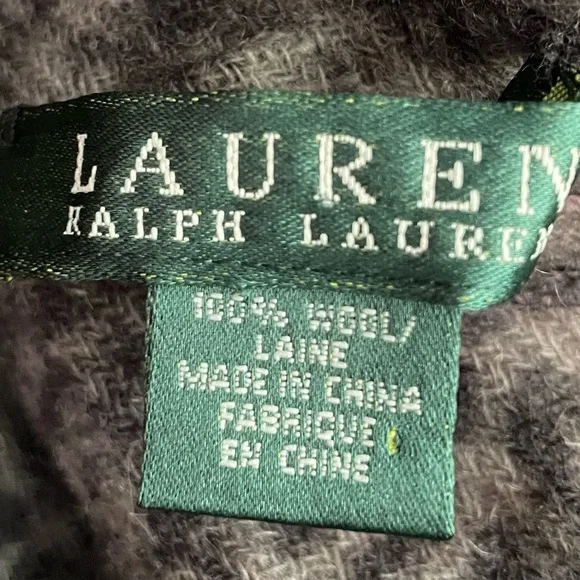 LAUREN
RALPH LAUREN
100% WOOL/
LAINE
MADE IN CHINA
FABRIQUE
EN CHINE